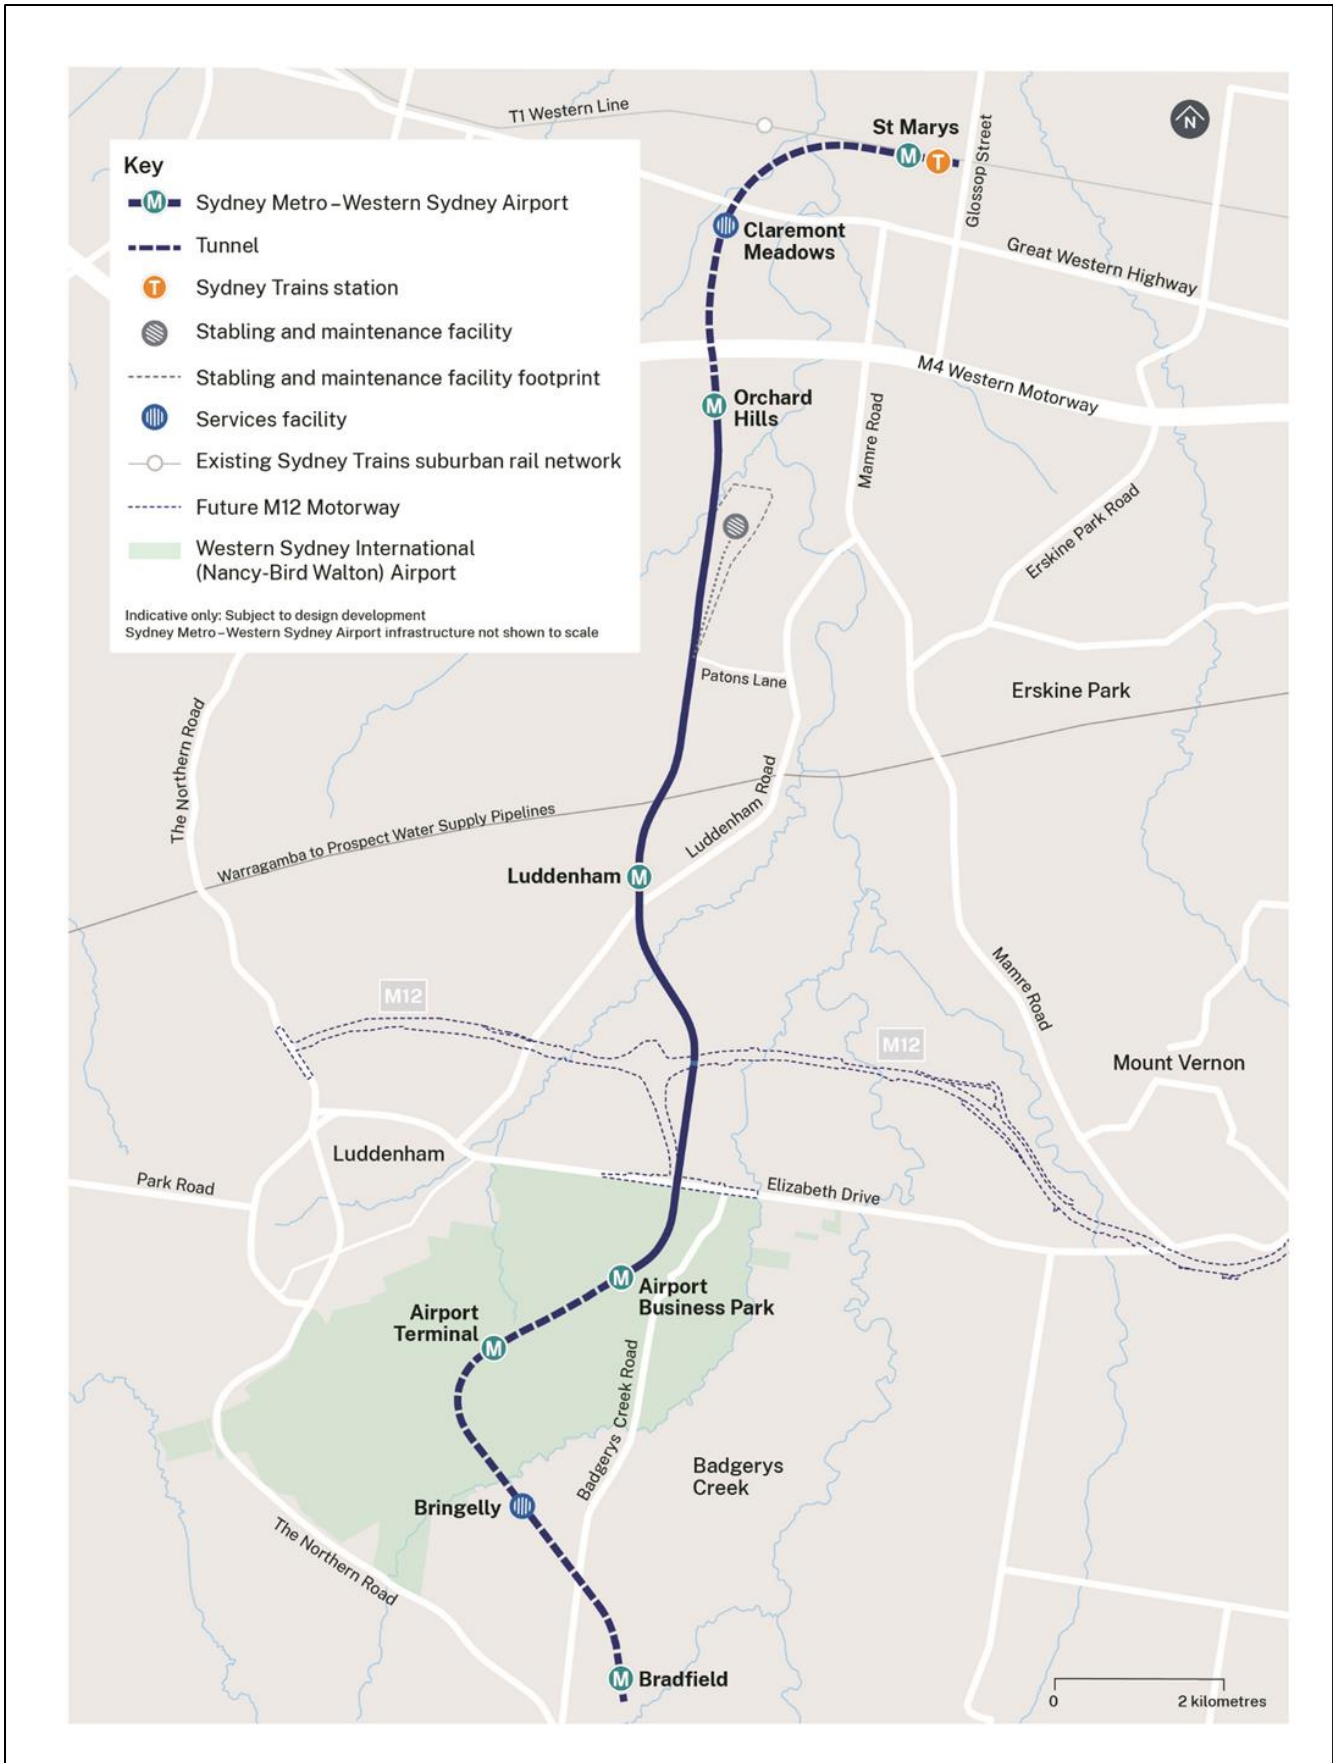 T1 Western Line
St Marys
M
T
N
Glossop Street
Key
M
Sydney Metro – Western Sydney Airport
Tunnel
T
Sydney Trains station
Stabling and maintenance facility
Stabling and maintenance facility footprint
Services facility
Existing Sydney Trains suburban rail network
Future M12 Motorway
Western Sydney International
(Nancy-Bird Walton) Airport
Indicative only: Subject to design development
Sydney Metro – Western Sydney Airport infrastructure not shown to scale
Claremont
Meadows
Great Western Highway
M4 Western Motorway
M
Orchard
Hills
Mamre Road
Erskine Park Road
Patons Lane
Erskine Park
The Northern Road
Warragamba to Prospect Water Supply Pipelines
Luddenham Road
Luddenham
M
M12
Mamre Road
M12
Mount Vernon
Luddenham
Park Road
Elizabeth Drive
M
Airport
Business Park
Airport
Terminal
M
Badgerys Creek Road
Badgerys
Creek
Bringelly
The Northern Road
M
Bradfield
0
2 kilometres